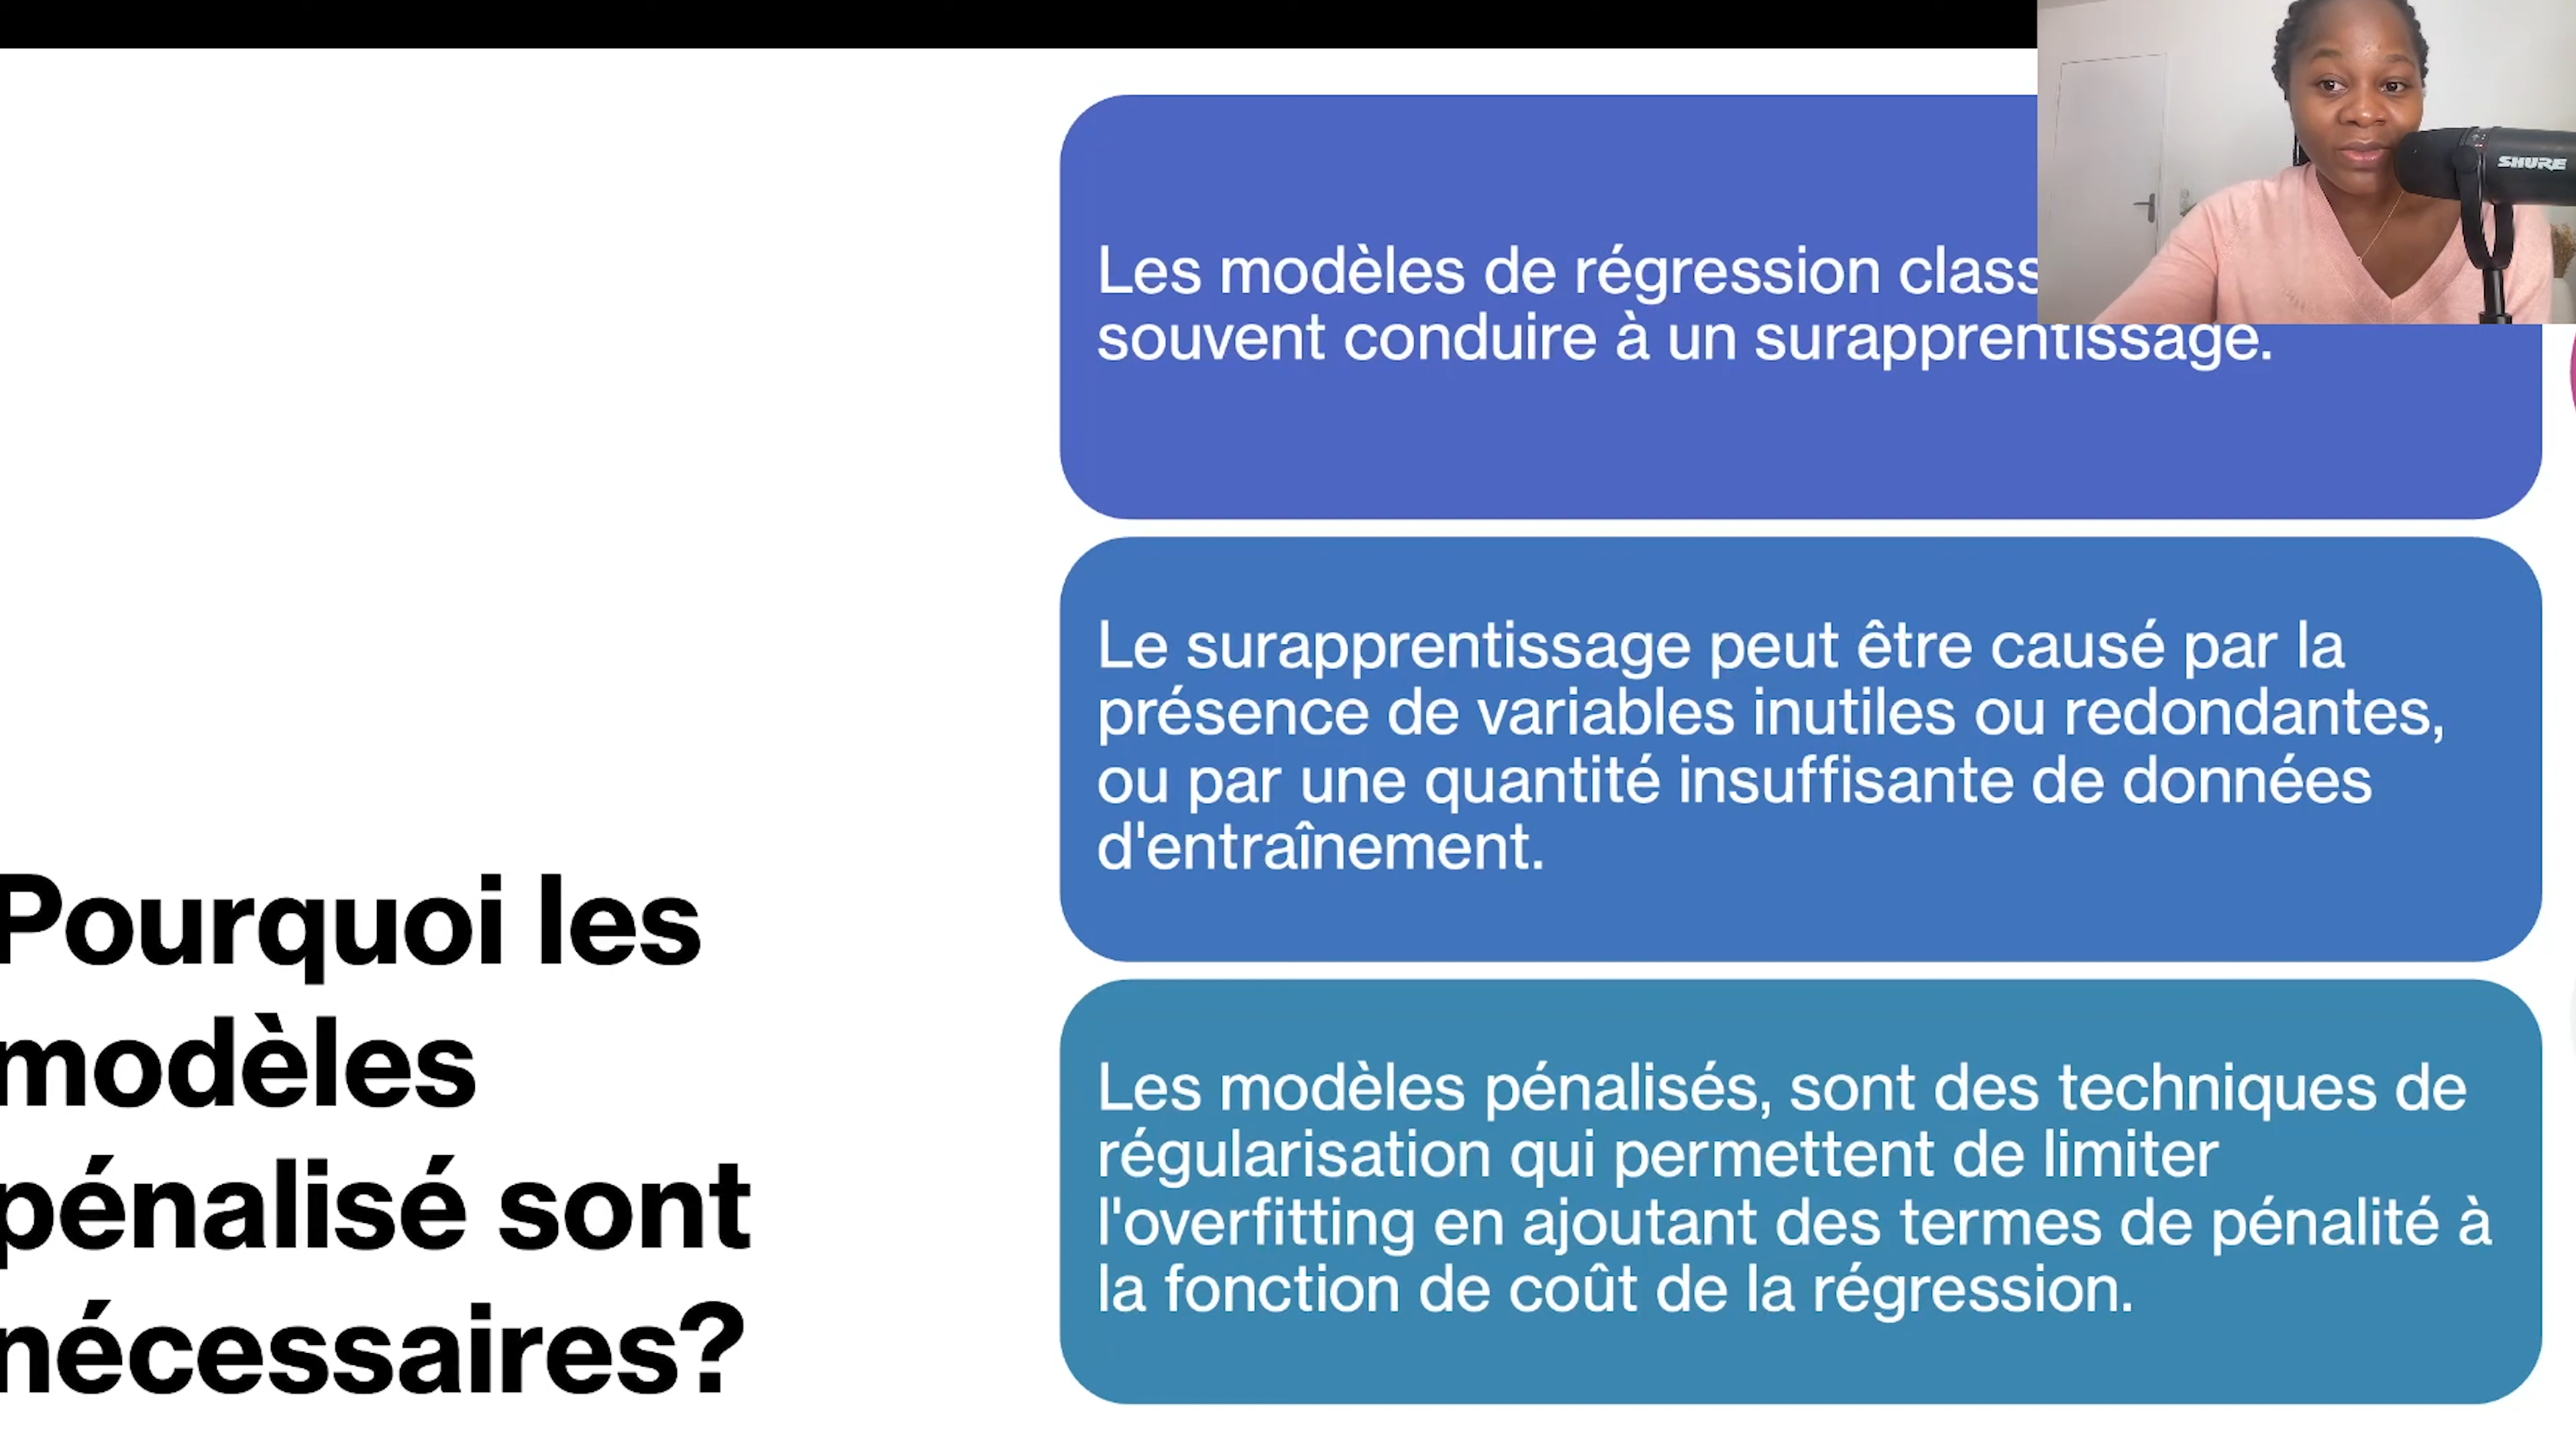 Pourquoi les
modèles
pénalisé sont
nécessaires?
Les modèles de régression
souvent conduire à un surapprentissage.
Le surapprentissage peut être causé par la
présence de variables inutiles ou redondantes,
ou par une quantité insuffisante de données
d'entraînement.
Les modèles pénalisés, sont des techniques de
régularisation qui permettent de limiter
l'overfitting en ajoutant des termes de pénalité à
la fonction de coût de la régression.
SHURE